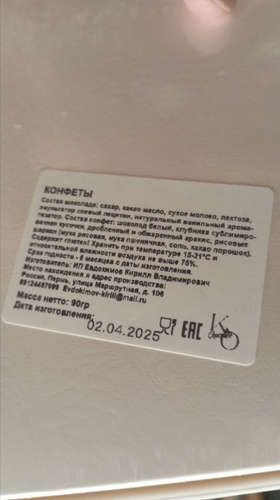 КОНФЕТЫ
Состав шоколада: сахар, какао масло, сухое молоко, лактоза,
эмульгатор соевый лецитин, натуральный ванильный арома-
тизатор. Состав конфет: шоколад белый, клубника сублимиро-
ванная кусочки, дробленный и обжаренный арахис, рисовые
шарики (мука рисовая, мука пшеничная, соль, какао порошок).
Содержит глютен! Хранить при температуре 15-21°С и
относительной влажности воздуха не выше 75%.
Срок годности - 6 месяцев с даты изготовления.
Изготовитель: ИП Евдокимов Кирилл Владимирович
Место нахождения и адрес производства:
Россия, Пермь, улица Маршрутная, д. 106
89124487999 Evdokimov-kirill@mail.ru
Масса нетто: 90гр
Дата изготовления:
02.04.2025
EAC